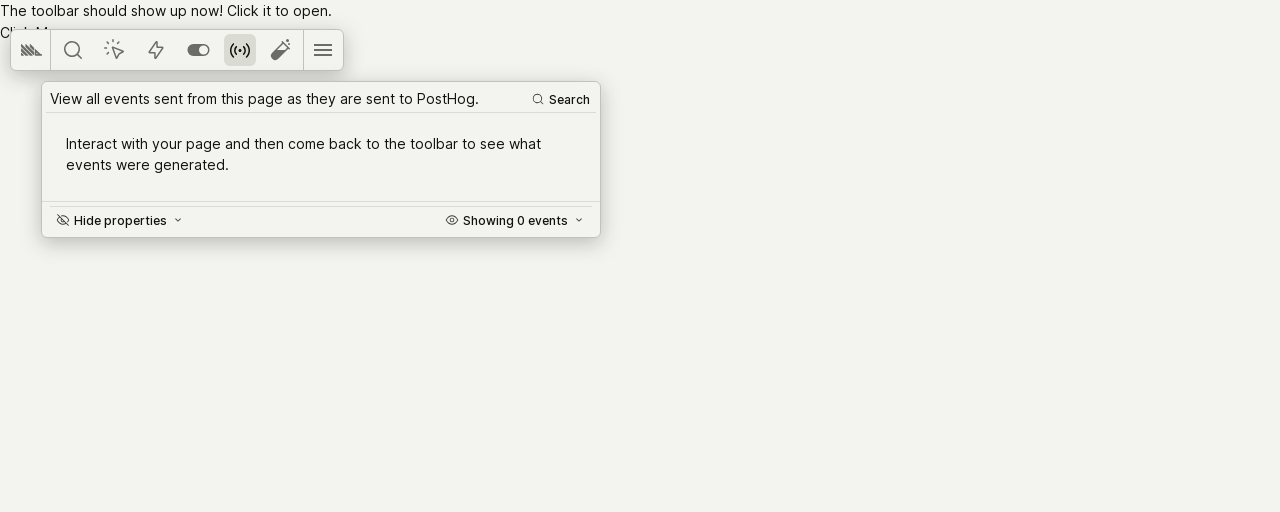 The toolbar should show up now! Click it to open.
View all events sent from this page as they are sent to PostHog.
Search
Interact with your page and then come back to the toolbar to see what
events were generated.
Hide properties
Showing 0 events